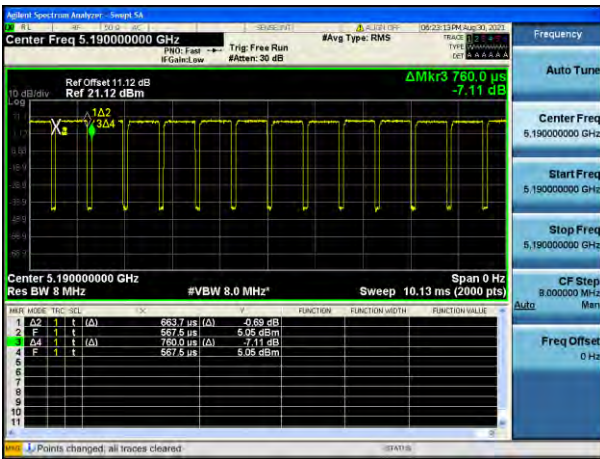 Agilent Spectrum Analyzer - Swept SA
RL RF 50 Ω AC SENSE:INT ALIGN OFF 06:23:13 PM Aug 30, 2021
Center Freq 5.190000000 GHz
#Avg Type: RMS
TRACE
TYPE
DET A A A A A A
PNO: Fast
IFGain:Low
Trig: Free Run
#Atten: 30 dB
ΔMkr3 760.0 µs
-7.11 dB
Ref Offset 11.12 dB
10 dB/div Ref 21.12 dBm
Log
1Δ2
3Δ4
Center 5.190000000 GHz Span 0 Hz
Res BW 8 MHz #VBW 8.0 MHz* Sweep 10.13 ms (2000 pts)
MKR MODE TRC SCL X Y FUNCTION FUNCTION WIDTH FUNCTION VALUE
1 Δ2 1 t (Δ) 663.7 µs (Δ) -0.69 dB
2 F 1 t 567.5 µs 5.05 dBm
3 Δ4 1 t (Δ) 760.0 µs (Δ) -7.11 dB
4 F 1 t 567.5 µs 5.05 dBm
5
6
7
8
9
10
11
MSG Points changed; all traces cleared STATUS
Frequency
Auto Tune
Center Freq
5.190000000 GHz
Start Freq
5.190000000 GHz
Stop Freq
5.190000000 GHz
CF Step
8.000000 MHz
Auto Man
Freq Offset
0 Hz